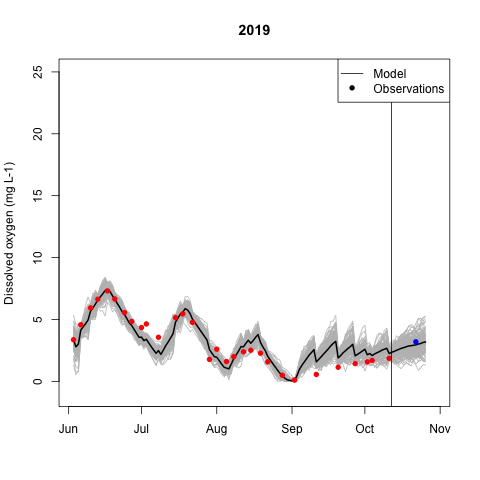 2019
Model
Observations
Dissolved oxygen (mg L-1)
25
20
15
10
5
0
Jun Jul Aug Sep Oct Nov